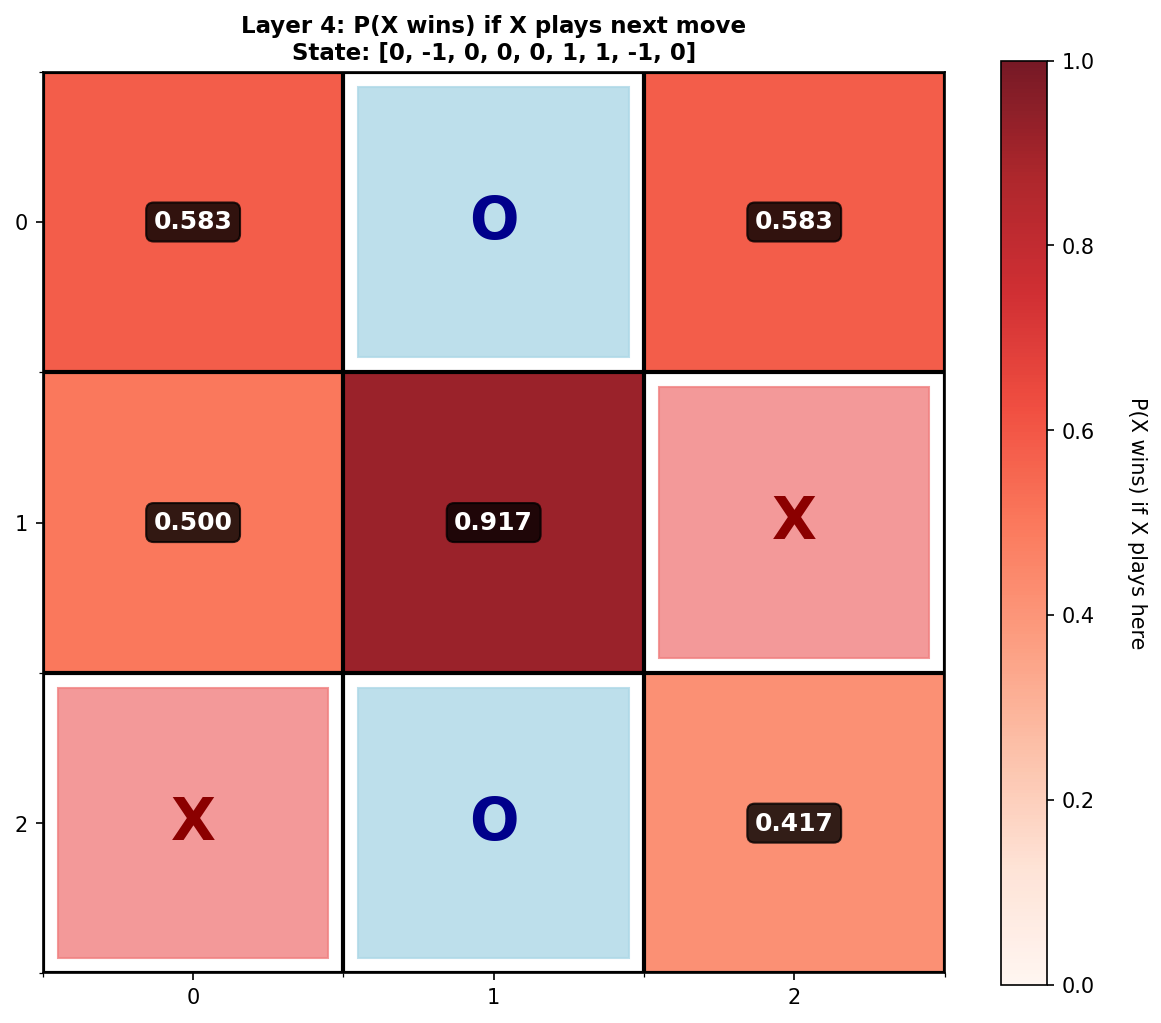 Layer 4: P(X wins) if X plays next move
State: [0, -1, 0, 0, 0, 1, 1, -1, 0]
0
0.583
O
0.583
1
0.500
0.917
X
2
X
O
0.417
0
1
2
1.0
0.8
0.6
0.4
0.2
0.0
P(X wins) if X plays here